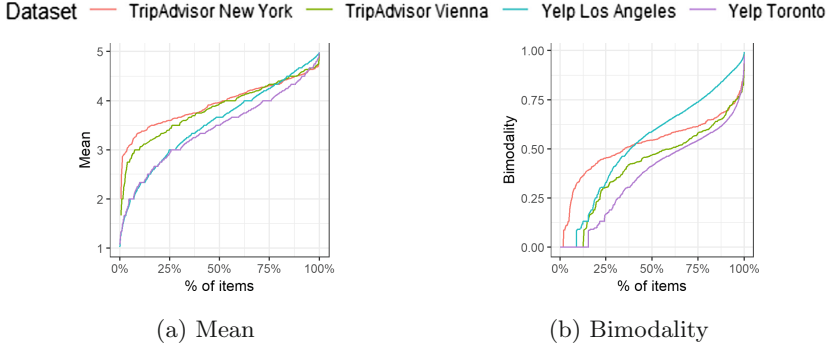 Dataset TripAdvisor New York TripAdvisor Vienna Yelp Los Angeles Yelp Toronto
5
4
3
2
1
Mean
0% 25% 50% 75% 100%
% of items
(a) Mean
1.00
0.75
0.50
0.25
0.00
Bimodality
0% 25% 50% 75% 100%
% of items
(b) Bimodality